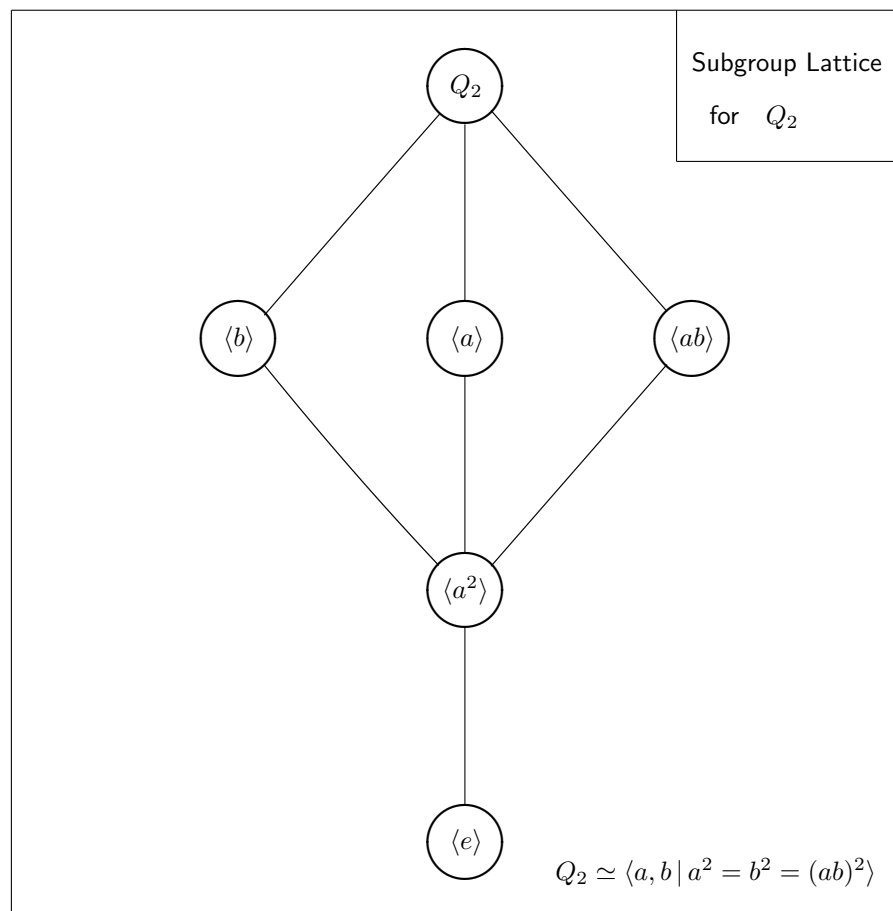 Subgroup Lattice
for Q₂
Q₂
⟨b⟩ ⟨a⟩ ⟨ab⟩
⟨a²⟩
⟨e⟩
Q₂ ≃ ⟨a, b | a² = b² = (ab)²⟩